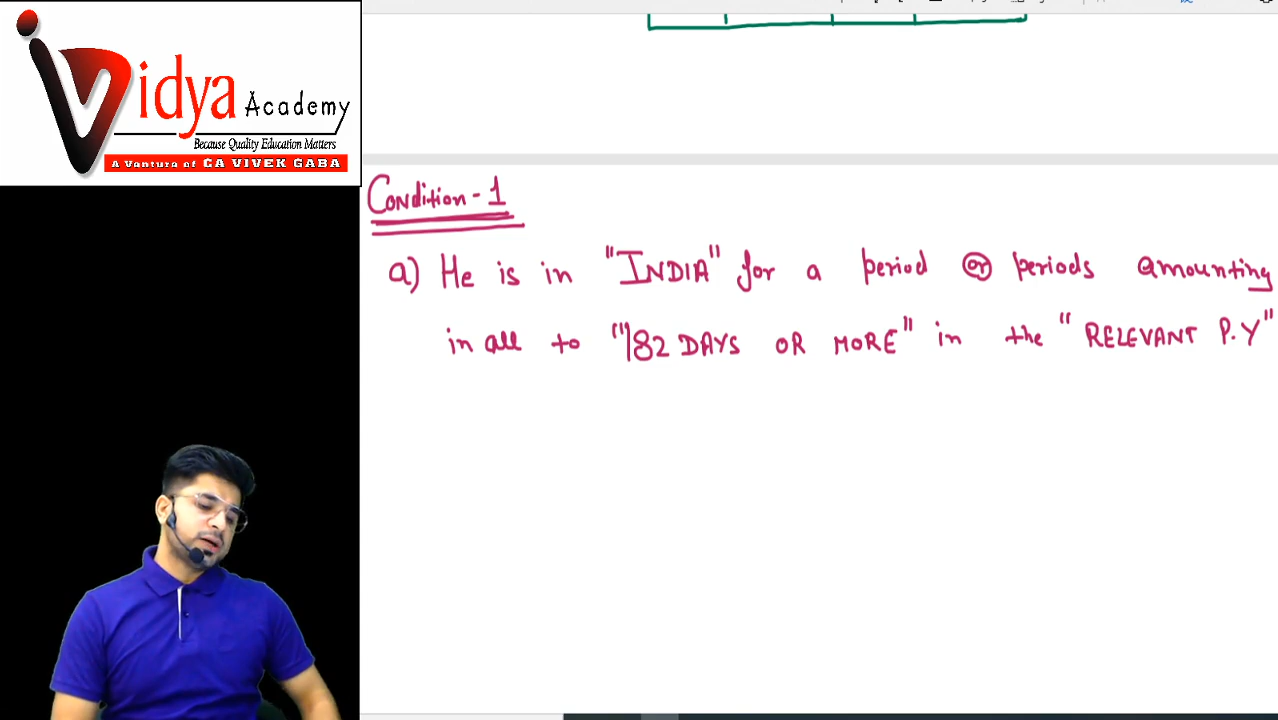 Vidya Academy
Because Quality Education Matters
A Venture of CA VIVEK GABA
Condition - 1
a) He is in "INDIA" for a period or periods amounting
in all to "182 DAYS OR MORE" in the "RELEVANT P.Y"